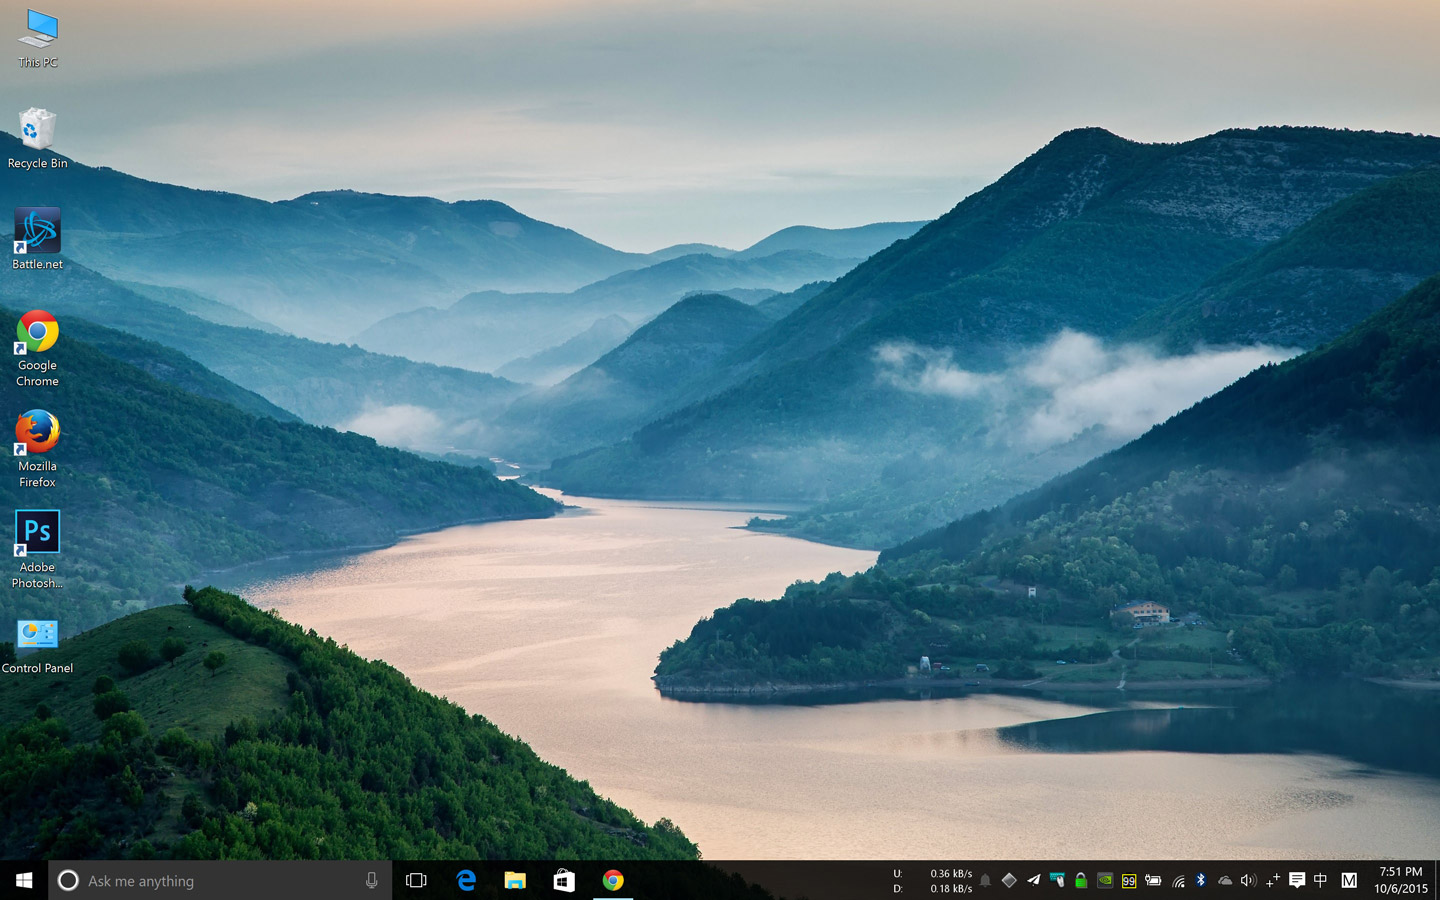 This PC
Recycle Bin
Battle.net
Google
Chrome
Mozilla
Firefox
Ps
Adobe
Photosh...
Control Panel
Ask me anything
U: 0.36 kB/s
D: 0.18 kB/s
99
中
M
7:51 PM
10/6/2015